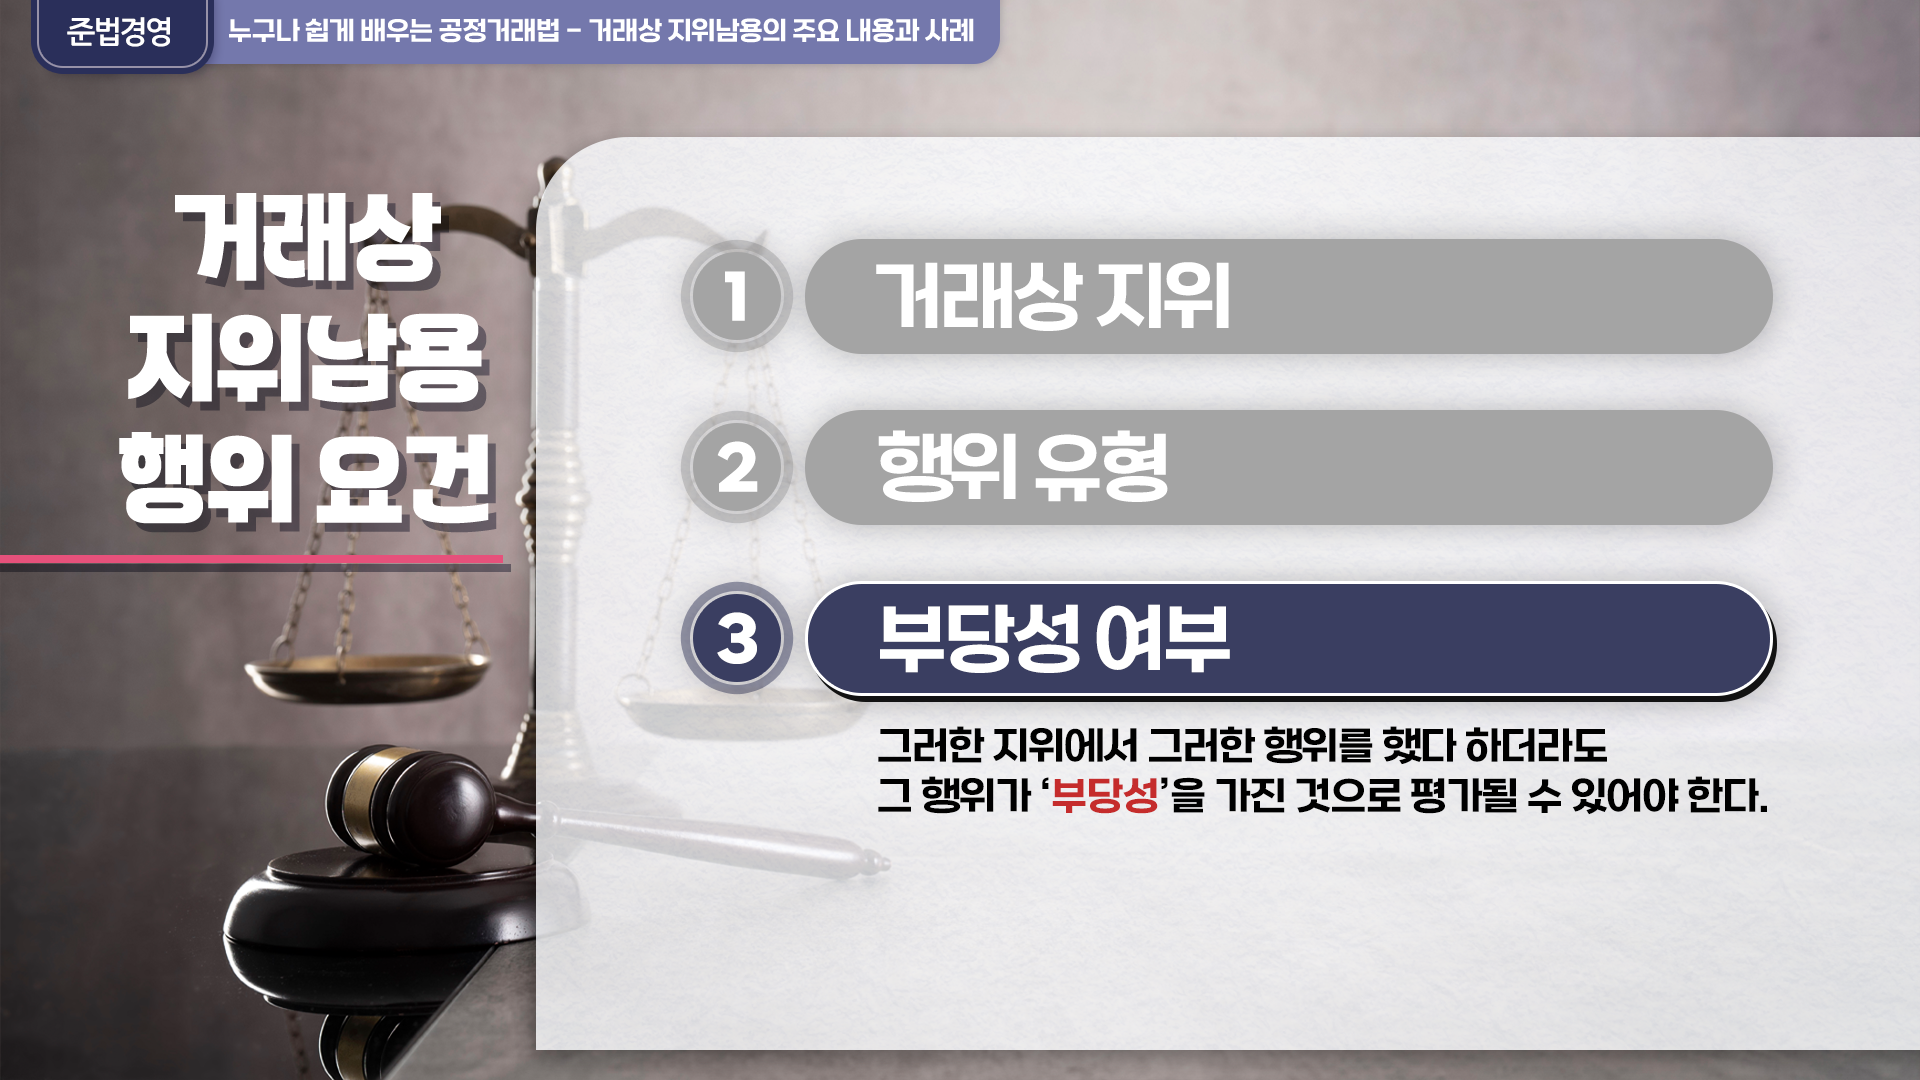 준법경영
누구나 쉽게 배우는 공정거래법 - 거래상 지위남용의 주요 내용과 사례
거래상
지위남용
행위 요건
1 거래상 지위
2 행위 유형
3 부당성 여부
그러한 지위에서 그러한 행위를 했다 하더라도
그 행위가 ‘부당성’을 가진 것으로 평가될 수 있어야 한다.